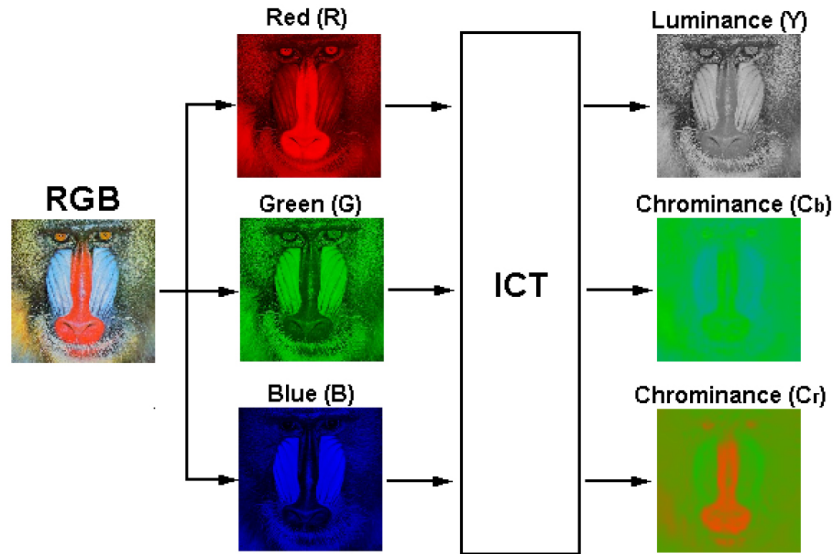 Red (R)
Luminance (Y)
RGB
Green (G)
Chrominance (Cb)
ICT
Blue (B)
Chrominance (Cr)